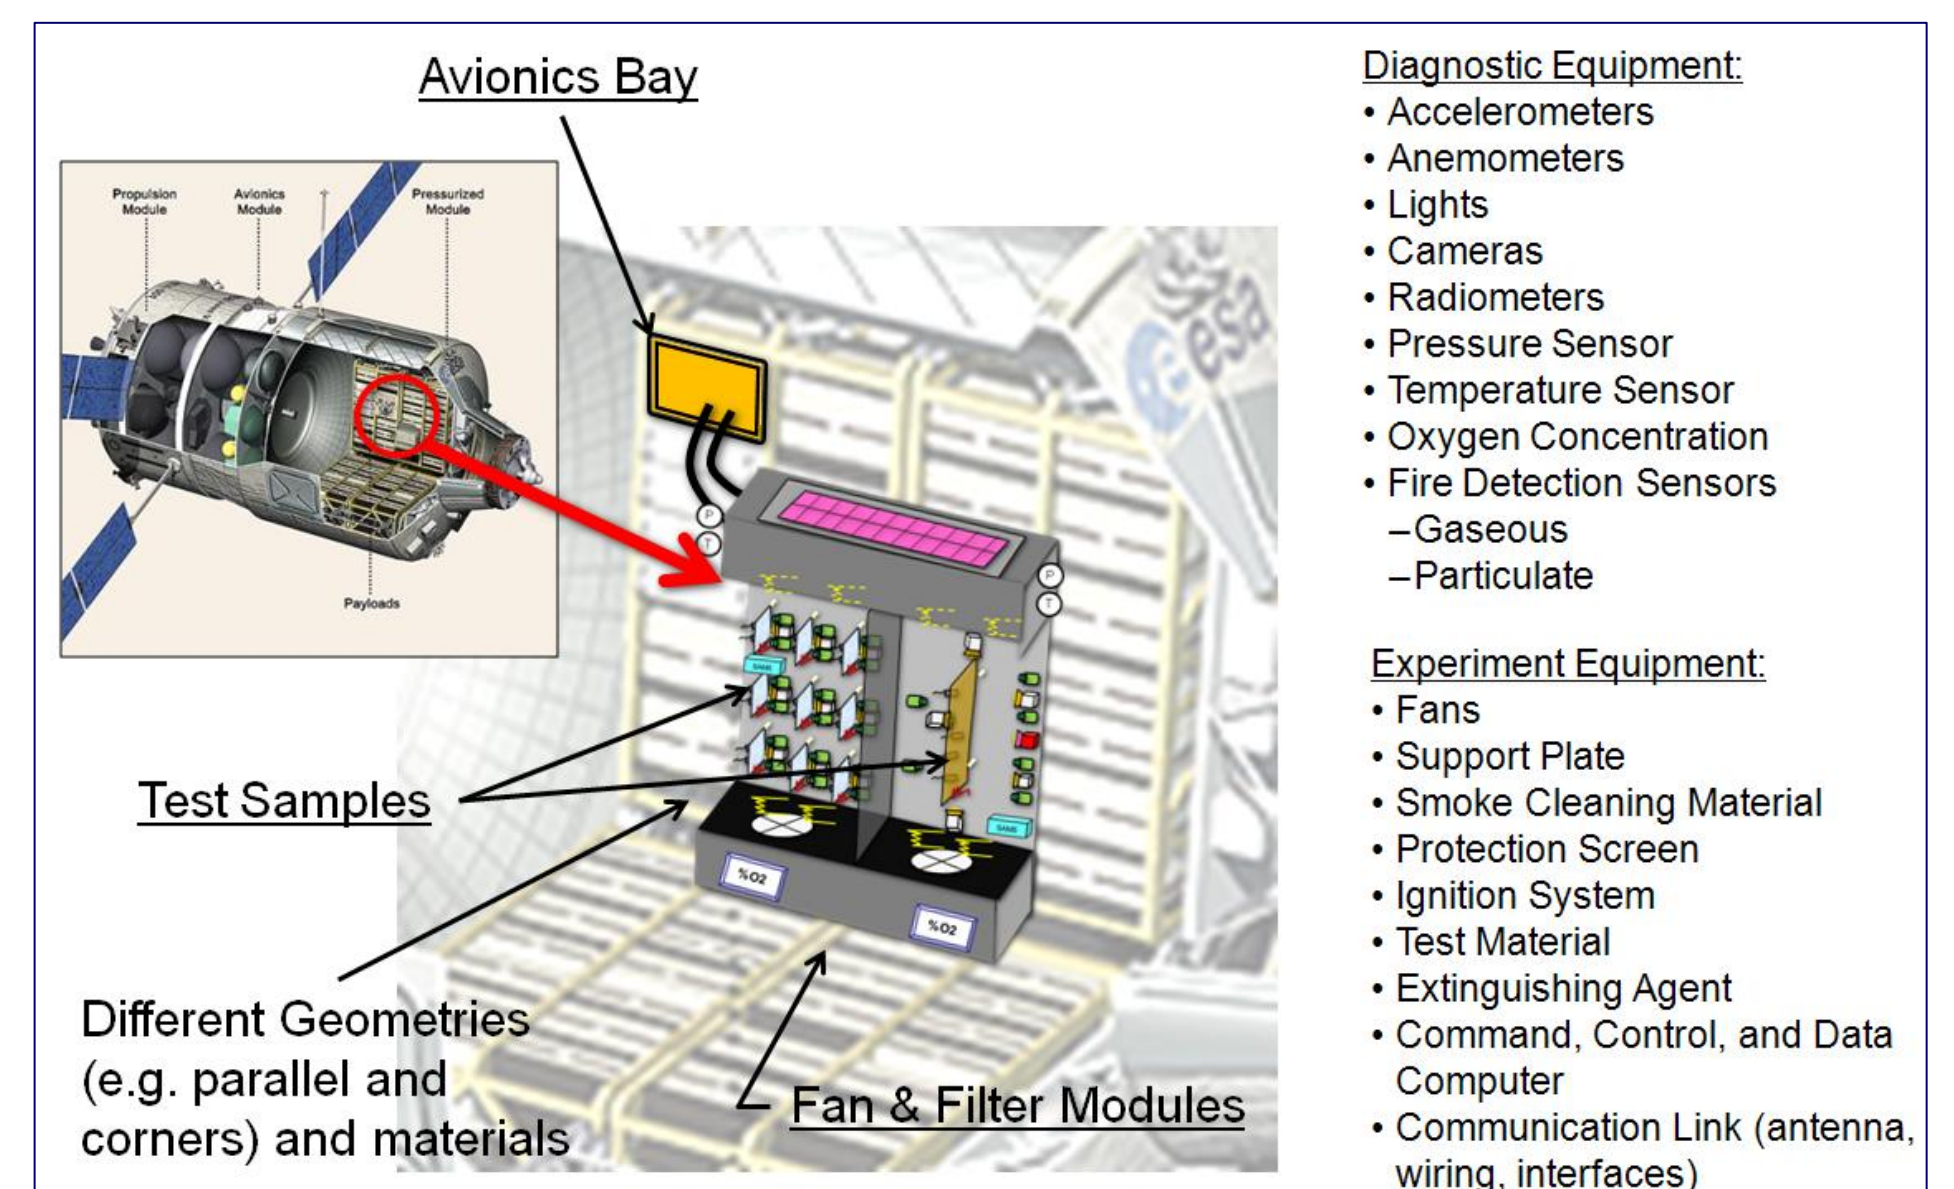 Avionics Bay
Propulsion
Module
Avionics
Module
Pressurized
Module
Payloads
esa
P
T
P
T
SAMS
SAMS
%O2
%O2
Test Samples
Different Geometries
(e.g. parallel and
corners) and materials
Fan & Filter Modules
Diagnostic Equipment:
• Accelerometers
• Anemometers
• Lights
• Cameras
• Radiometers
• Pressure Sensor
• Temperature Sensor
• Oxygen Concentration
• Fire Detection Sensors
–Gaseous
–Particulate
Experiment Equipment:
• Fans
• Support Plate
• Smoke Cleaning Material
• Protection Screen
• Ignition System
• Test Material
• Extinguishing Agent
• Command, Control, and Data
Computer
• Communication Link (antenna,
wiring, interfaces)